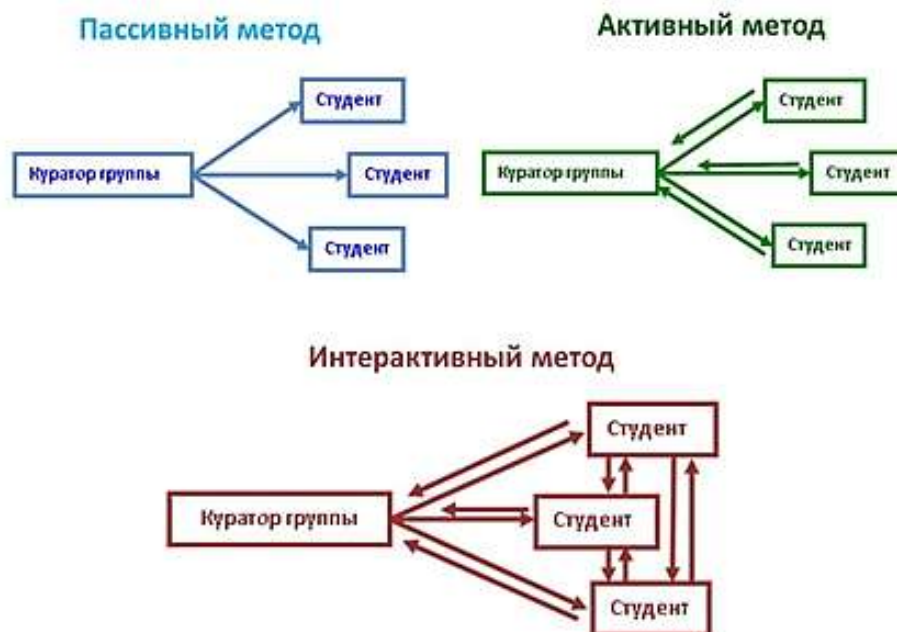 Пассивный метод
Куратор группы
Студент
Студент
Студент
Активный метод
Куратор группы
Студент
Студент
Студент
Интерактивный метод
Куратор группы
Студент
Студент
Студент